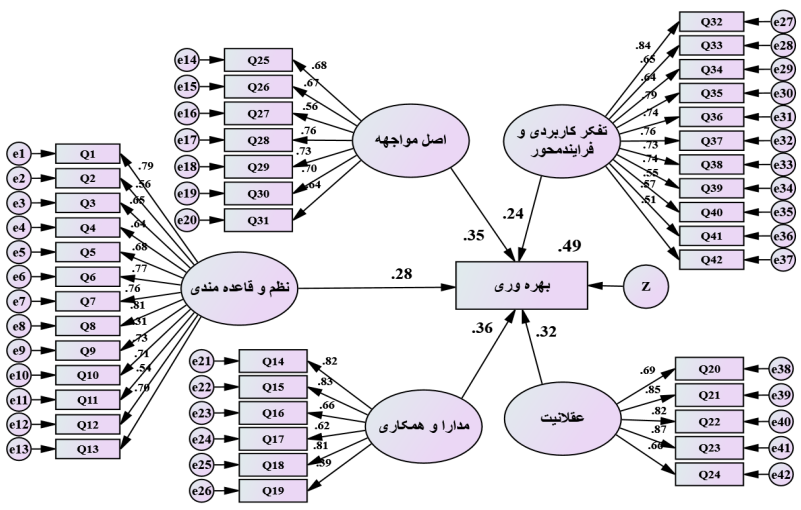 e14 Q25 .68
e15 Q26 .67
e16 Q27 .56
e17 Q28 .76
e18 Q29 .73
e19 Q30 .70
e20 Q31 .64
اصل مواجهه
Q32 e27 .84
Q33 e28 .65
Q34 e29 .64
Q35 e30 .79
Q36 e31 .74
Q37 e32 .76
Q38 e33 .73
Q39 e34 .74
Q40 e35 .55
Q41 e36 .57
Q42 e37 .51
تفکر کاربردی و
فرایندمحور
e1 Q1 .79
e2 Q2 .56
e3 Q3 .65
e4 Q4 .64
e5 Q5 .68
e6 Q6 .77
e7 Q7 .76
e8 Q8 .81
e9 Q9 .31
e10 Q10 .73
e11 Q11 .71
e12 Q12 .54
e13 Q13 .70
نظم و قاعده مندی
.35
.24
.49
.28
بهره وری
Z
.36
.32
e21 Q14 .82
e22 Q15 .83
e23 Q16 .66
e24 Q17 .62
e25 Q18 .81
e26 Q19 .39
مدارا و همکاری
عقلانیت
.69 Q20 e38
.85 Q21 e39
.82 Q22 e40
.87 Q23 e41
.66 Q24 e42